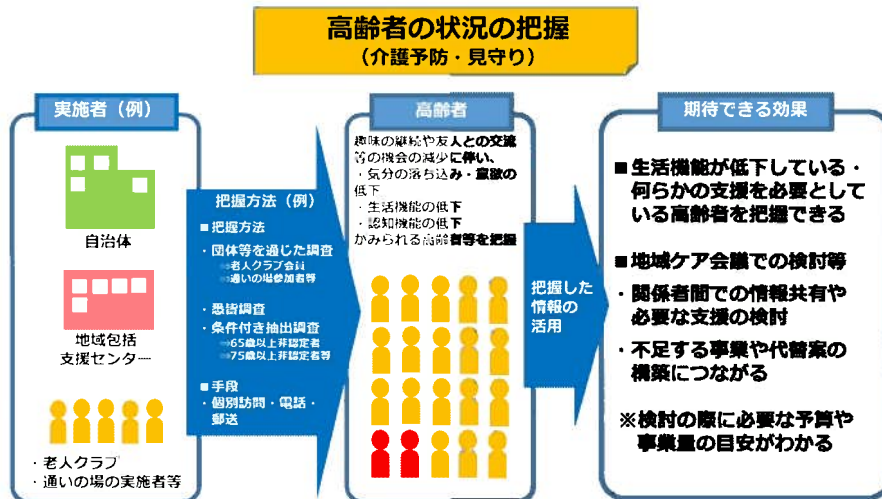 高齢者の状況の把握
（介護予防・見守り）
実施者（例）
自治体
地域包括
支援センター
・老人クラブ
・通いの場の実施者等
把握方法（例）
■把握方法
・団体等を通じた調査
⇒老人クラブ会員
⇒通いの場参加者等
・悉皆調査
・条件付き抽出調査
⇒65歳以上非認定者
⇒75歳以上非認定者等
■手段
・個別訪問・電話・
郵送
高齢者
趣味の継続や友人との交流
等の機会の減少に伴い、
・気分の落ち込み・意欲の
低下
・生活機能の低下
・認知機能の低下
がみられる高齢者等を把握
把握した
情報の
活用
期待できる効果
■生活機能が低下している・
何らかの支援を必要として
いる高齢者を把握できる
■地域ケア会議での検討等
・関係者間での情報共有や
必要な支援の検討
・不足する事業や代替案の
構築につながる
※検討の際に必要な予算や
事業量の目安がわかる